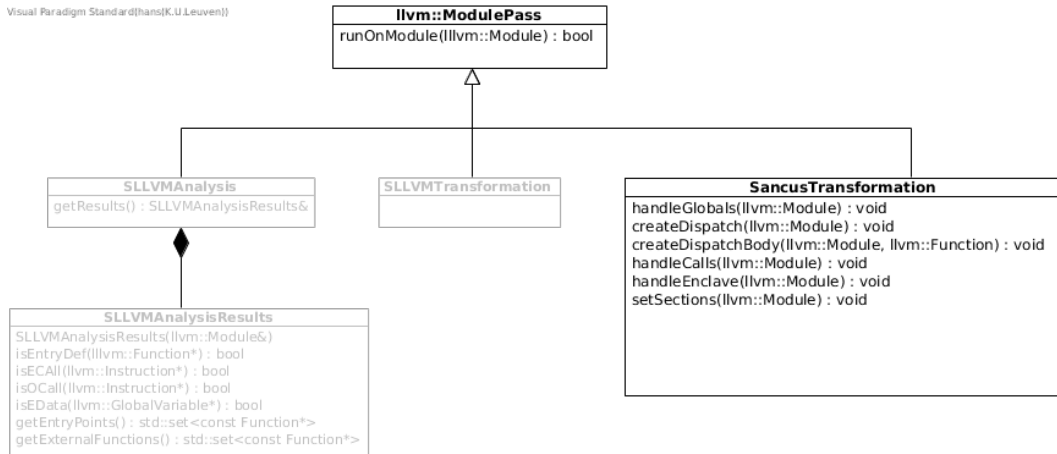 Visual Paradigm Standard(hans(K.U.Leuven))
llvm::ModulePass
runOnModule(lllvm::Module) : bool
SLLVMAnalysis
getResults() : SLLVMAnalysisResults&
SLLVMTransformation
SancusTransformation
handleGlobals(llvm::Module) : void
createDispatch(llvm::Module) : void
createDispatchBody(llvm::Module, llvm::Function) : void
handleCalls(llvm::Module) : void
handleEnclave(llvm::Module) : void
setSections(llvm::Module) : void
SLLVMAnalysisResults
SLLVMAnalysisResults(llvm::Module&)
isEntryDef(lllvm::Function*) : bool
isECAll(llvm::Instruction*) : bool
isOCall(llvm::Instruction*) : bool
isEData(llvm::GlobalVariable*) : bool
getEntryPoints() : std::set<const Function*>
getExternalFunctions() : std::set<const Function*>